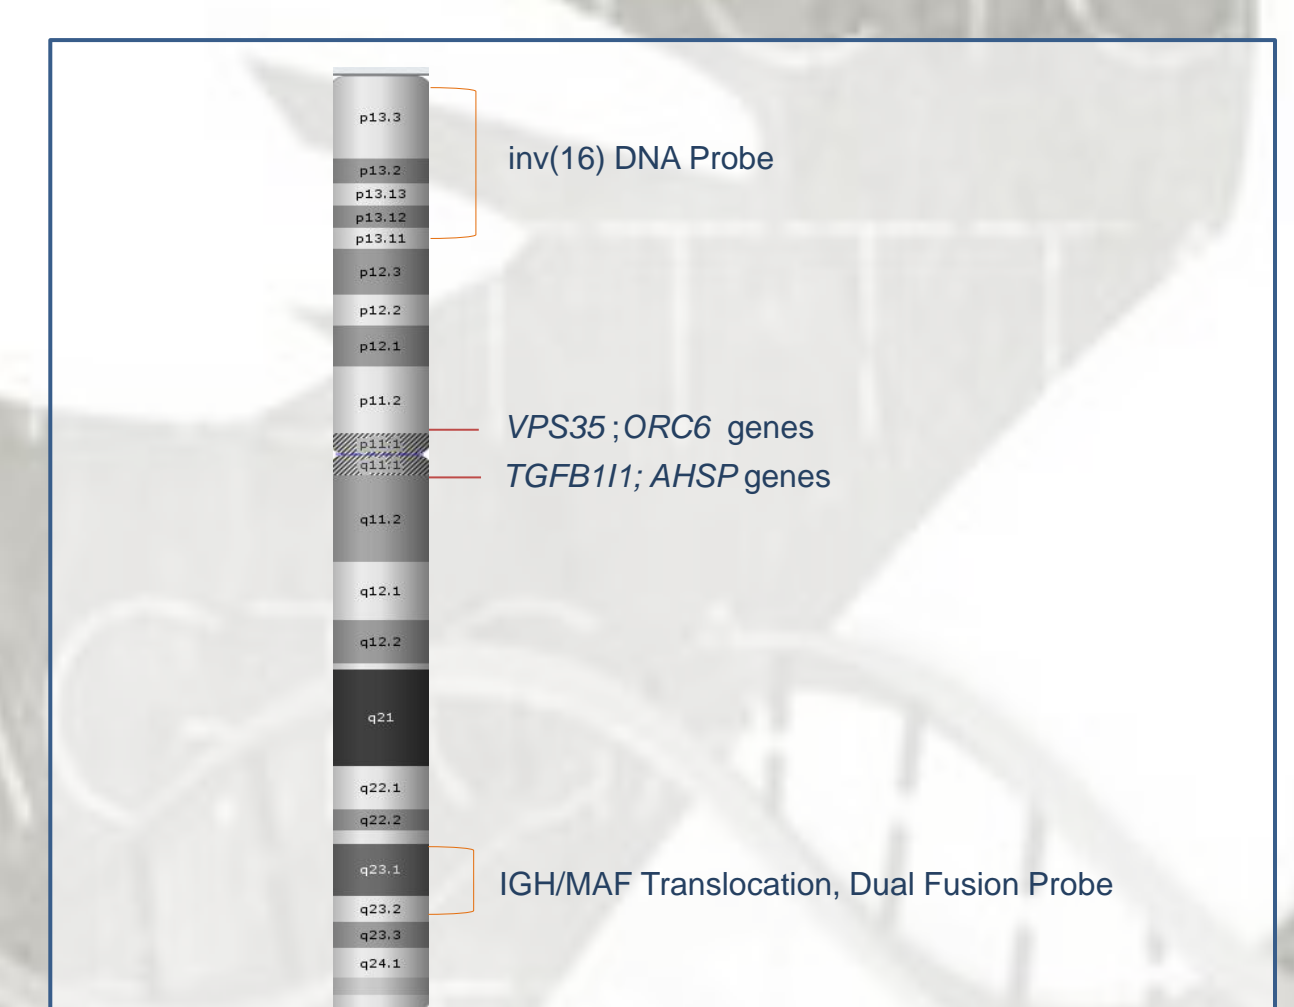 p13.3
inv(16) DNA Probe
p13.2
p13.13
p13.12
p13.11
p12.3
p12.2
p12.1
p11.2
VPS35 ; ORC6 genes
p11.1
q11.1
TGFB1I1; AHSP genes
q11.2
q12.1
q12.2
q21
q22.1
q22.2
q23.1
IGH/MAF Translocation, Dual Fusion Probe
q23.2
q23.3
q24.1